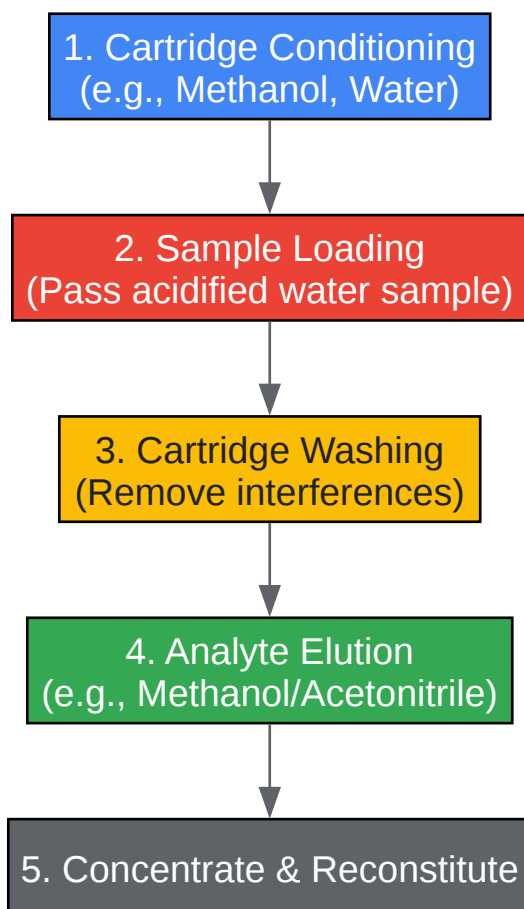 1. Cartridge Conditioning
(e.g., Methanol, Water)
2. Sample Loading
(Pass acidified water sample)
3. Cartridge Washing
(Remove interferences)
4. Analyte Elution
(e.g., Methanol/Acetonitrile)
5. Concentrate & Reconstitute